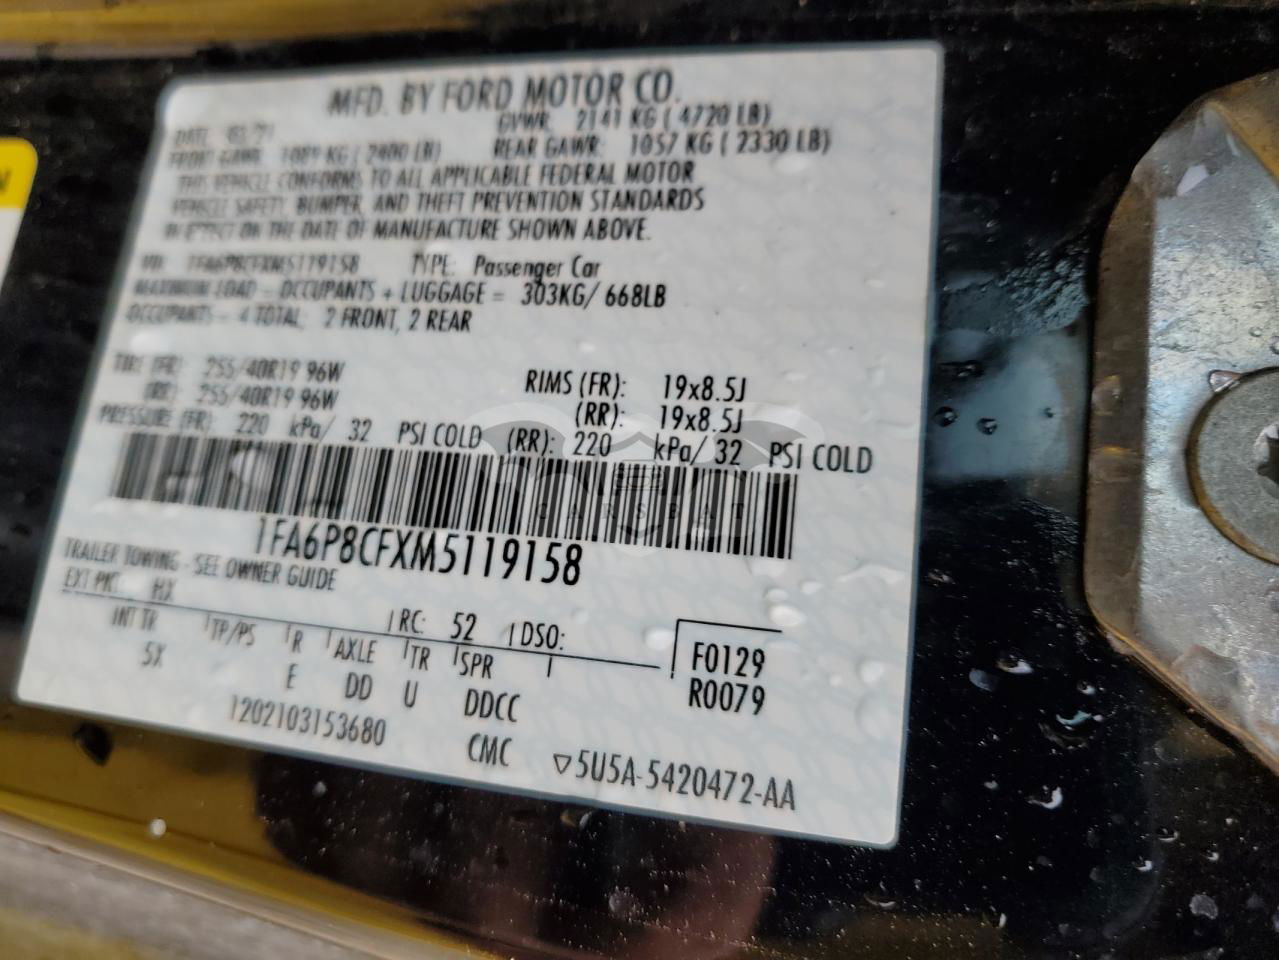 MFD. BY FORD MOTOR CO.
DATE: 03/21 GVWR: 2141 KG ( 4720 LB)
FRONT GAWR: 1089 KG ( 2400 LB) REAR GAWR: 1057 KG ( 2330 LB)
THIS VEHICLE CONFORMS TO ALL APPLICABLE FEDERAL MOTOR
VEHICLE SAFETY, BUMPER, AND THEFT PREVENTION STANDARDS
IN EFFECT ON THE DATE OF MANUFACTURE SHOWN ABOVE.
VIN: 1FA6P8CFXM5119158 TYPE: Passenger Car
MAXIMUM LOAD - OCCUPANTS + LUGGAGE = 303KG/ 668LB
OCCUPANTS - 4 TOTAL, 2 FRONT, 2 REAR
TIRE (FR): 255/40R19 96W RIMS (FR): 19x8.5J
(RR): 255/40R19 96W (RR): 19x8.5J
PRESSURE (FR): 220 kPa/ 32 PSI COLD (RR): 220 kPa/ 32 PSI COLD
CARSBAT
1FA6P8CFXM5119158
TRAILER TOWING - SEE OWNER GUIDE
EXT PNT: HX RC: 52 DSO:
INT TR TP/PS R AXLE TR SPR F0129
5X E DD U DDCC R0079
1202103153680 CMC ▽5U5A-5420472-AA